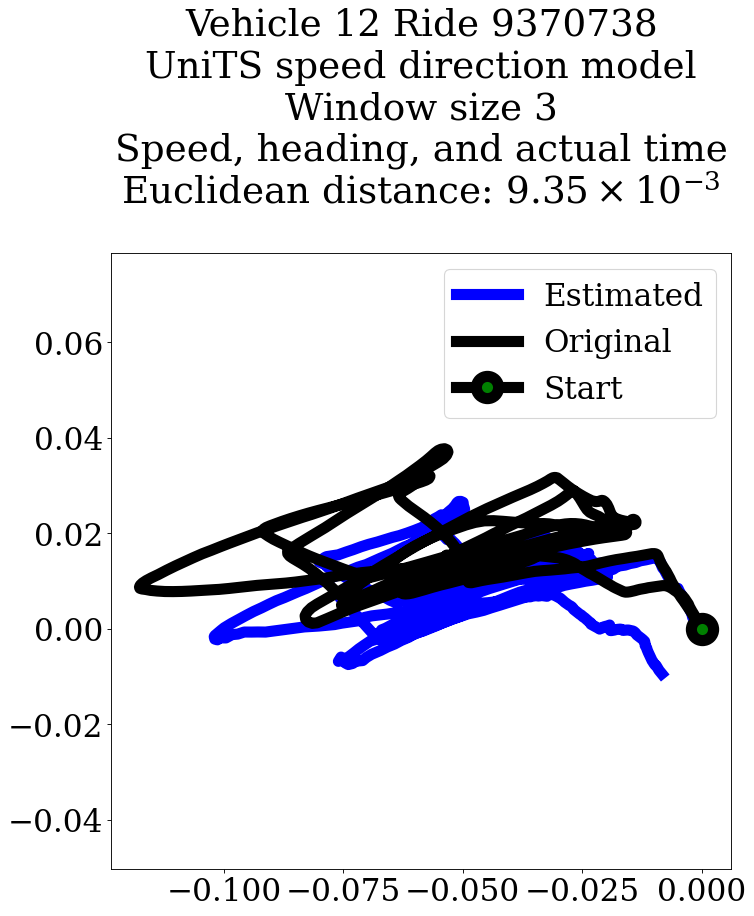 Vehicle 12 Ride 9370738
UniTS speed direction model
Window size 3
Speed, heading, and actual time
Euclidean distance: 9.35 × 10⁻³
Estimated
Original
Start
0.06
0.04
0.02
0.00
−0.02
−0.04
−0.100 −0.075 −0.050 −0.025 0.000